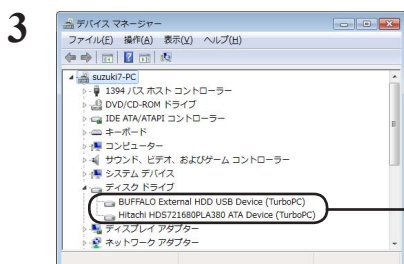 3
デバイス マネージャー
ファイル(F) 操作(A) 表示(V) ヘルプ(H)
suzuki7-PC
1394 バス ホスト コントローラー
DVD/CD-ROM ドライブ
IDE ATA/ATAPI コントローラー
キーボード
コンピューター
サウンド、ビデオ、およびゲーム コントローラー
システム デバイス
ディスク ドライブ
BUFFALO External HDD USB Device (TurboPC)
Hitachi HDS721680PLA380 ATA Device (TurboPC)
ディスプレイ アダプター
ネットワーク アダプター